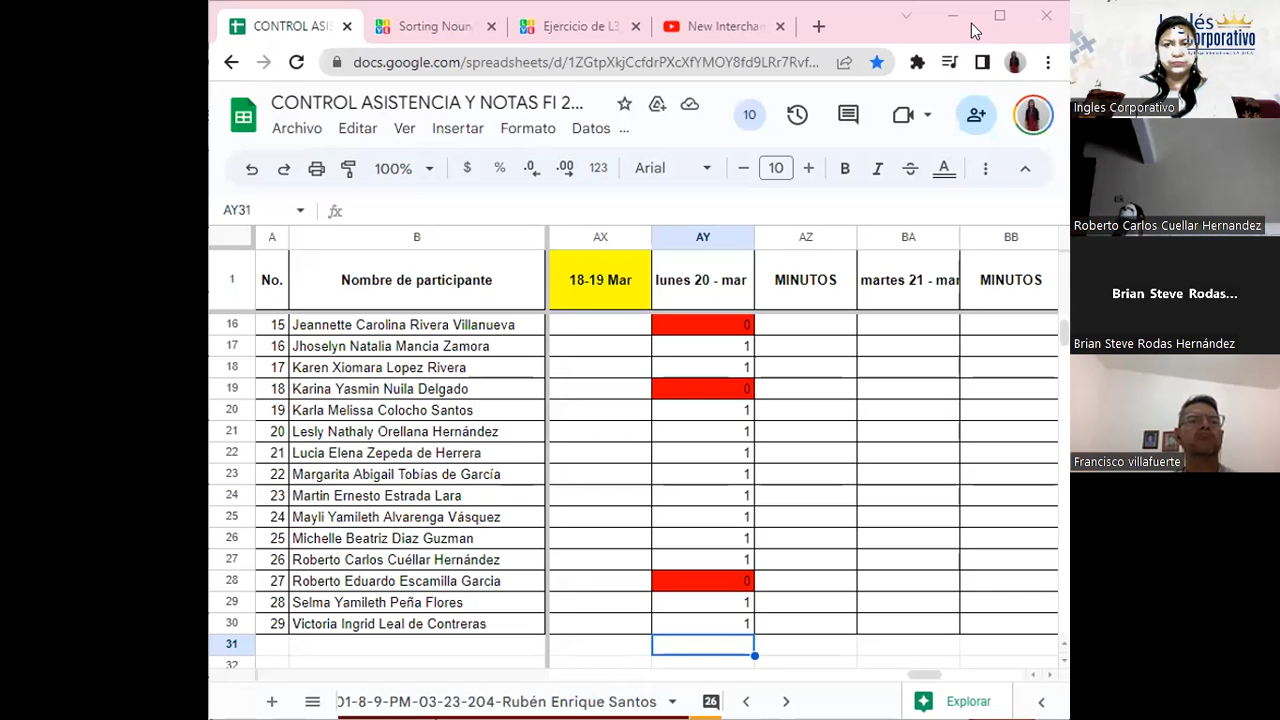 CONTROL ASIS
Sorting Noun
Ejercicio de L3
New Intercha
docs.google.com/spreadsheets/d/1ZGtpXkjCcfdrPXcXfYMOY8fd9LRr7RXr...
CONTROL ASISTENCIA Y NOTAS FI 2...
10
Archivo Editar Ver Insertar Formato Datos ...
100% $ % .0 .00 123 Arial 10 B I S A
AY31 fx
A B AX AY AZ BA BB
1 No. Nombre de participante 18-19 Mar lunes 20 - mar MINUTOS martes 21 - mar MINUTOS
16 15 Jeannette Carolina Rivera Villanueva 0
17 16 Jhoselyn Natalia Mancia Zamora 1
18 17 Karen Xiomara Lopez Rivera 1
19 18 Karina Yasmin Nuila Delgado 0
20 19 Karla Melissa Colocho Santos 1
21 20 Lesly Nathaly Orellana Hernández 1
22 21 Lucia Elena Zepeda de Herrera 1
23 22 Margarita Abigail Tobías de García 1
24 23 Martin Ernesto Estrada Lara 1
25 24 Mayli Yamileth Alvarenga Vásquez 1
26 25 Michelle Beatriz Diaz Guzman 1
27 26 Roberto Carlos Cuéllar Hernández 1
28 27 Roberto Eduardo Escamilla Garcia 0
29 28 Selma Yamileth Peña Flores 1
30 29 Victoria Ingrid Leal de Contreras 1
31
32
01-8-9-PM-03-23-204-Rubén Enrique Santos
26
Explorar
Inglés
Corporativo
Ingles Corporativo
Roberto Carlos Cuellar Hernandez
Brian Steve Rodas...
Brian Steve Rodas Hernández
Francisco villafuerte